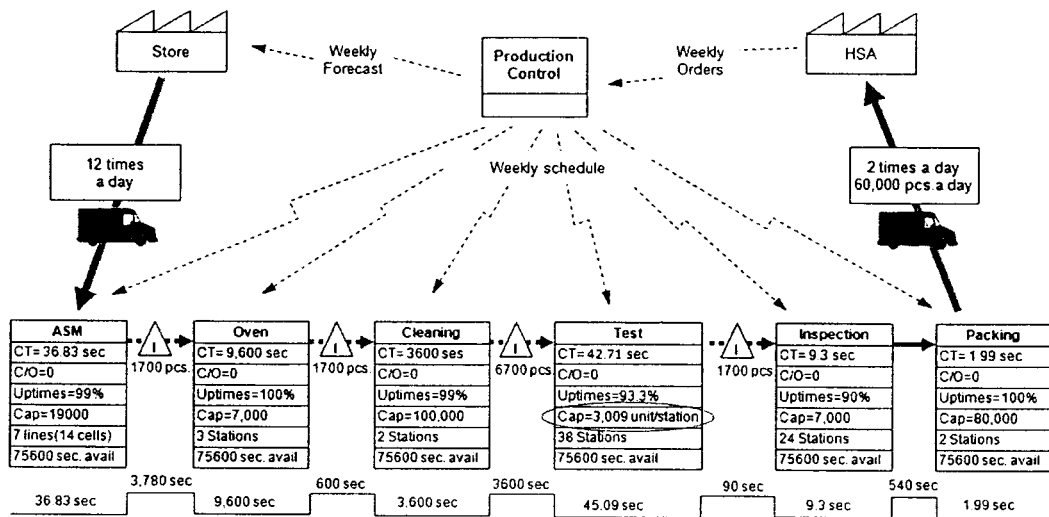 Store
Weekly
Forecast
Production
Control
Weekly
Orders
HSA
12 times
a day
Weekly schedule
2 times a day
60,000 pcs.a day
ASM
CT= 36.83 sec
C/O=0
Uptimes=99%
Cap=19000
7 lines(14 cells)
75600 sec. avail
I
1700 pcs.
Oven
CT= 9,600 sec
C/O=0
Uptimes=100%
Cap=7,000
3 Stations
75600 sec. avail
I
1700 pcs.
Cleaning
CT= 3600 ses
C/O=0
Uptimes=99%
Cap=100,000
2 Stations
75600 sec. avail
I
6700 pcs.
Test
CT= 42.71 sec
C/O=0
Uptimes=93.3%
Cap=3,009 unit/station
38 Stations
75600 sec. avail
I
1700 pcs.
Inspection
CT= 9.3 sec
C/O=0
Uptimes=90%
Cap=7,000
24 Stations
75600 sec. avail
Packing
CT= 1.99 sec
C/O=0
Uptimes=100%
Cap=80,000
2 Stations
75600 sec. avail
36.83 sec
3,780 sec
9,600 sec
600 sec
3,600 sec
3600 sec
45.09 sec
90 sec
9.3 sec
540 sec
1.99 sec